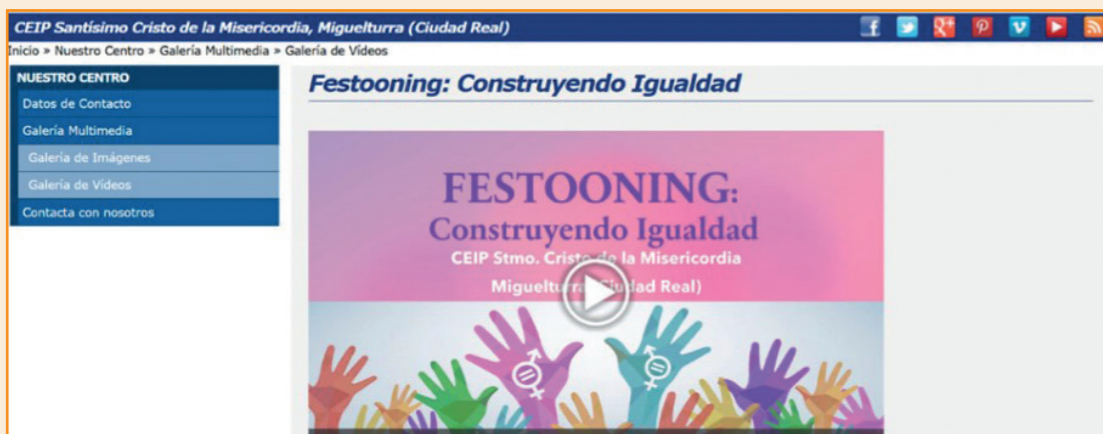 CEIP Santísimo Cristo de la Misericordia, Miguelturra (Ciudad Real)
Inicio » Nuestro Centro » Galería Multimedia » Galería de Vídeos
NUESTRO CENTRO
Datos de Contacto
Galería Multimedia
Galería de Imágenes
Galería de Vídeos
Contacta con nosotros
Festooning: Construyendo Igualdad
FESTOONING:
Construyendo Igualdad
CEIP Stmo. Cristo de la Misericordia
Miguelturra (Ciudad Real)